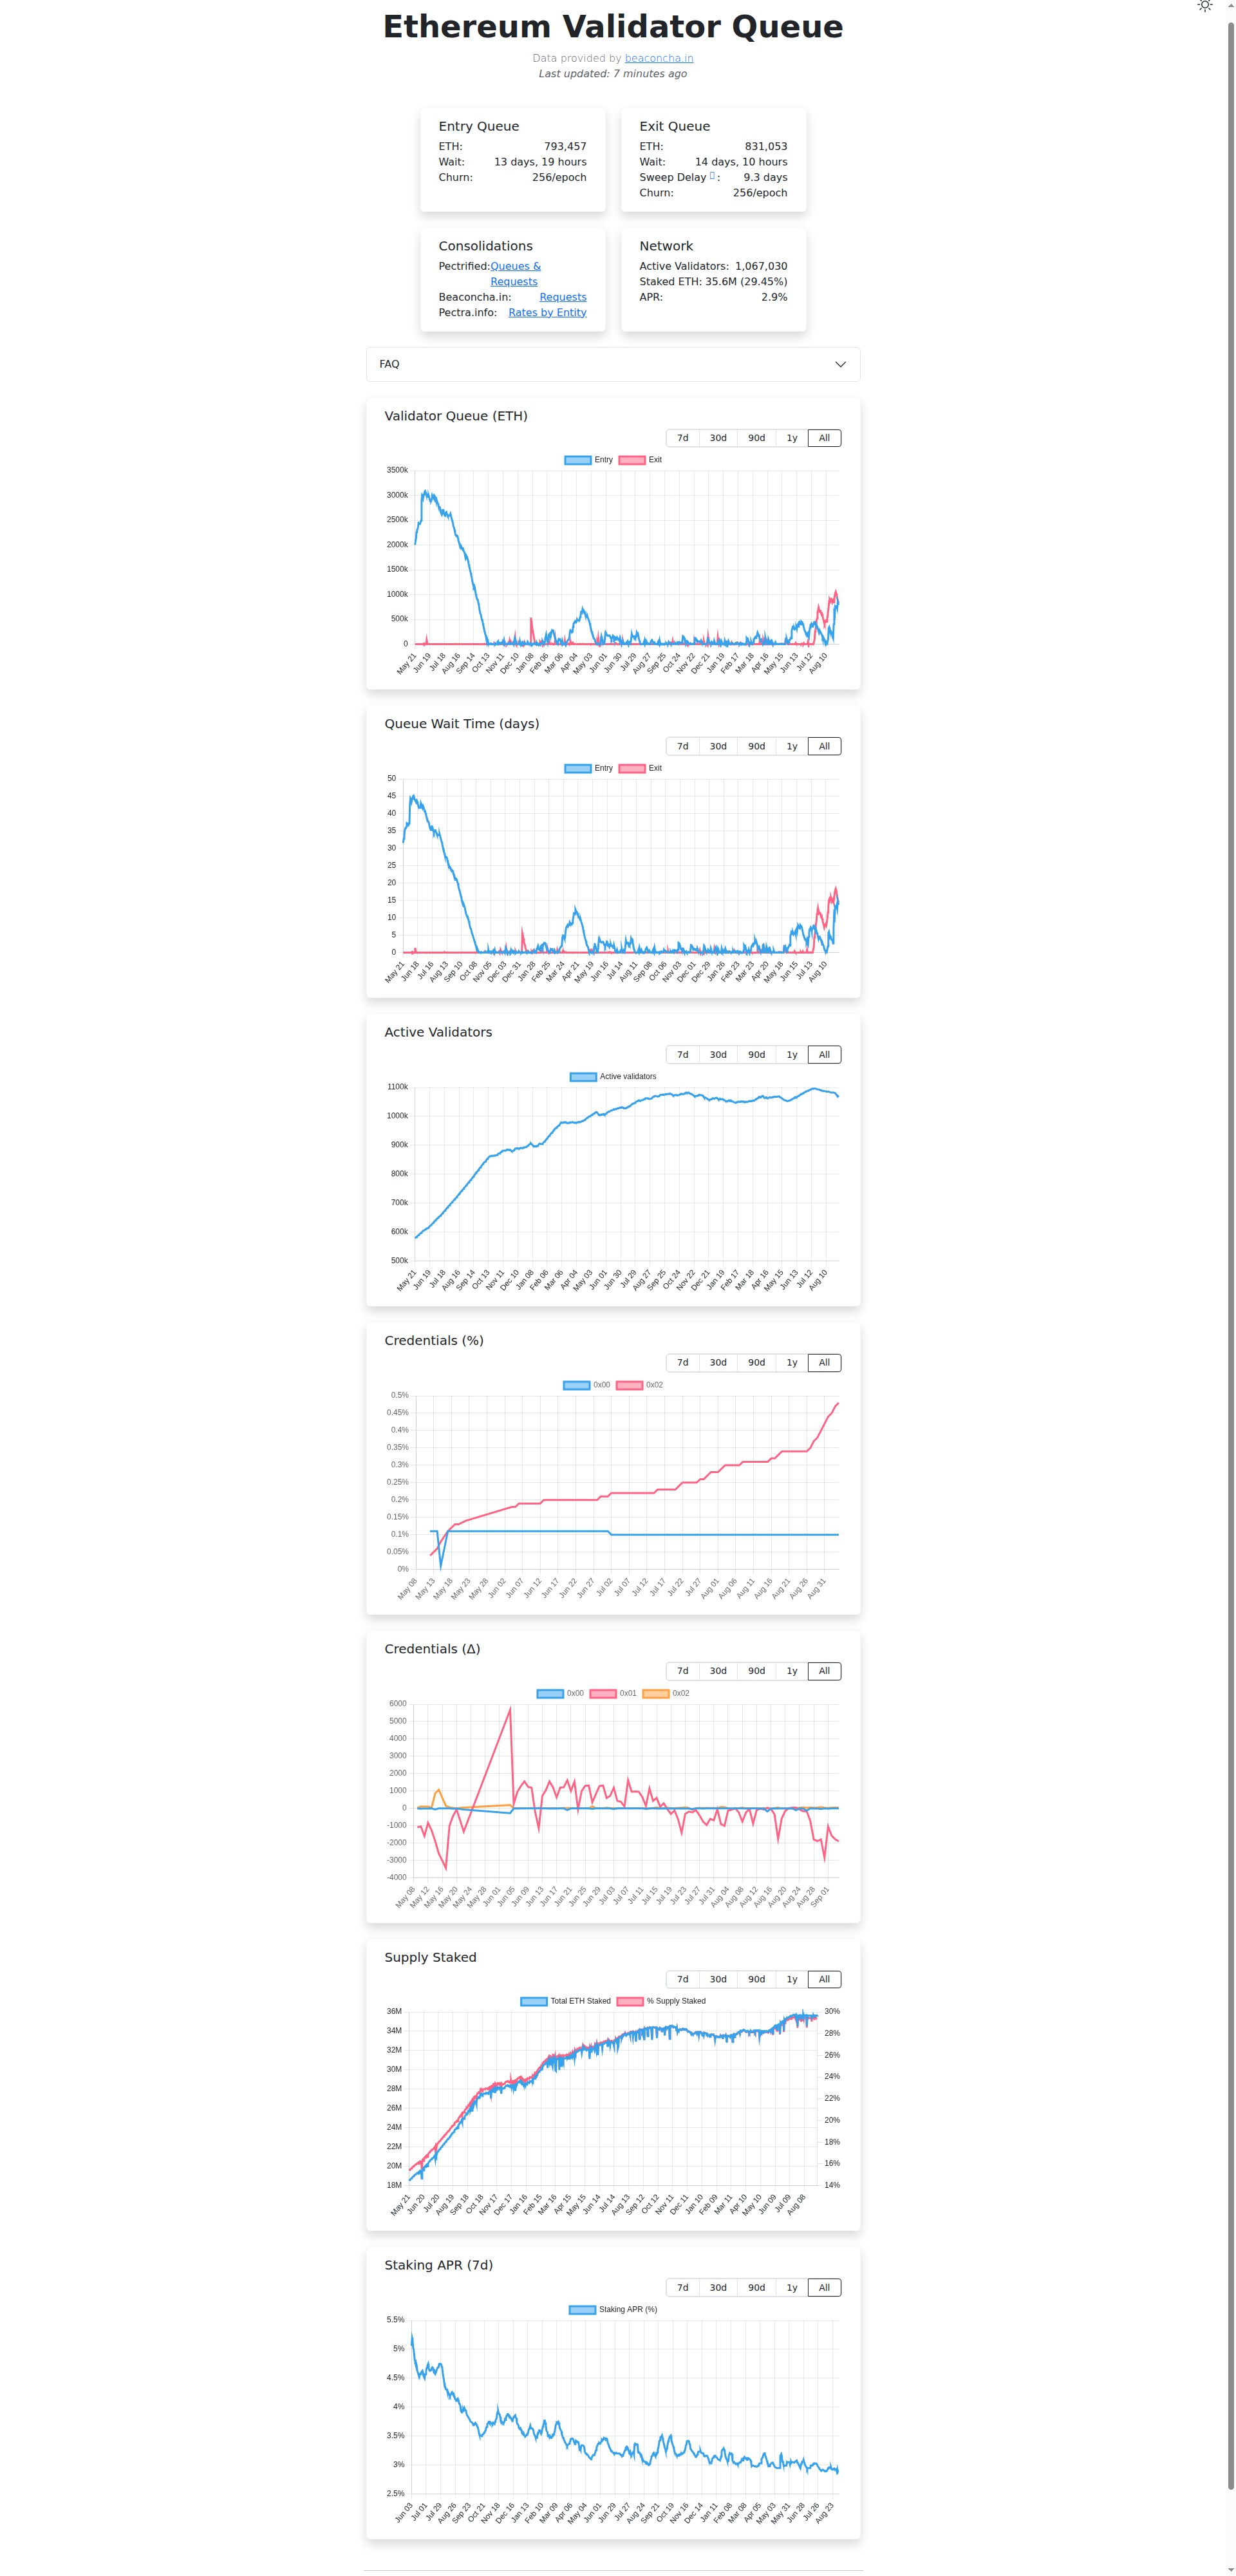 Ethereum Validator Queue
Data provided by beaconcha.in
Last updated: 7 minutes ago
Entry Queue
ETH: 793,457
Wait: 13 days, 19 hours
Churn: 256/epoch
Exit Queue
ETH: 831,053
Wait: 14 days, 10 hours
Sweep Delay : 9.3 days
Churn: 256/epoch
Consolidations
Pectrified: Queues &
Requests
Beaconcha.in: Requests
Pectra.info: Rates by Entity
Network
Active Validators: 1,067,030
Staked ETH: 35.6M (29.45%)
APR: 2.9%
FAQ
Validator Queue (ETH)
7d 30d 90d 1y All
Entry Exit
3500k
3000k
2500k
2000k
1500k
1000k
500k
0
May 21 Jun 19 Jul 18 Aug 16 Sep 14 Oct 13 Nov 11 Dec 10 Jan 08 Feb 06 Mar 06 Apr 04 May 03 Jun 01 Jun 30 Jul 29 Aug 27 Sep 25 Oct 24 Nov 22 Dec 21 Jan 19 Feb 17 Mar 18 Apr 16 May 15 Jun 13 Jul 12 Aug 10
Queue Wait Time (days)
7d 30d 90d 1y All
Entry Exit
50
45
40
35
30
25
20
15
10
5
0
May 21 Jun 18 Jul 16 Aug 13 Sep 10 Oct 08 Nov 05 Dec 03 Dec 31 Jan 28 Feb 25 Mar 24 Apr 21 May 19 Jun 16 Jul 14 Aug 11 Sep 08 Oct 06 Nov 03 Dec 01 Dec 29 Jan 26 Feb 23 Mar 23 Apr 20 May 18 Jun 15 Jul 13 Aug 10
Active Validators
7d 30d 90d 1y All
Active validators
1100k
1000k
900k
800k
700k
600k
500k
May 21 Jun 19 Jul 18 Aug 16 Sep 14 Oct 13 Nov 11 Dec 10 Jan 08 Feb 06 Mar 06 Apr 04 May 03 Jun 01 Jun 30 Jul 29 Aug 27 Sep 25 Oct 24 Nov 22 Dec 21 Jan 19 Feb 17 Mar 18 Apr 16 May 15 Jun 13 Jul 12 Aug 10
Credentials (%)
7d 30d 90d 1y All
0x00 0x02
0.5%
0.45%
0.4%
0.35%
0.3%
0.25%
0.2%
0.15%
0.1%
0.05%
0%
May 08 May 13 May 18 May 23 May 28 Jun 02 Jun 07 Jun 12 Jun 17 Jun 22 Jun 27 Jul 02 Jul 07 Jul 12 Jul 17 Jul 22 Jul 27 Aug 01 Aug 06 Aug 11 Aug 16 Aug 21 Aug 26 Aug 31
Credentials (Δ)
7d 30d 90d 1y All
0x00 0x01 0x02
6000
5000
4000
3000
2000
1000
0
-1000
-2000
-3000
-4000
May 08 May 12 May 16 May 20 May 24 May 28 Jun 01 Jun 05 Jun 09 Jun 13 Jun 17 Jun 21 Jun 25 Jun 29 Jul 03 Jul 07 Jul 11 Jul 15 Jul 19 Jul 23 Jul 27 Jul 31 Aug 04 Aug 08 Aug 12 Aug 16 Aug 20 Aug 24 Aug 28 Sep 01
Supply Staked
7d 30d 90d 1y All
Total ETH Staked % Supply Staked
36M 30%
34M 28%
32M 26%
30M 24%
28M 22%
26M 20%
24M 18%
22M 16%
20M 14%
18M
May 21 Jun 20 Jul 20 Aug 19 Sep 18 Oct 18 Nov 17 Dec 17 Jan 16 Feb 15 Mar 16 Apr 15 May 15 Jun 14 Jul 14 Aug 13 Sep 12 Oct 12 Nov 11 Dec 11 Jan 10 Feb 09 Mar 11 Apr 10 May 10 Jun 09 Jul 09 Aug 08
Staking APR (7d)
7d 30d 90d 1y All
Staking APR (%)
5.5%
5%
4.5%
4%
3.5%
3%
2.5%
Jun 03 Jul 01 Jul 29 Aug 26 Sep 23 Oct 21 Nov 18 Dec 16 Jan 13 Feb 10 Mar 09 Apr 06 May 04 Jun 01 Jun 29 Jul 27 Aug 24 Sep 21 Oct 19 Nov 16 Dec 14 Jan 11 Feb 08 Mar 08 Apr 05 May 03 May 31 Jun 28 Jul 26 Aug 23